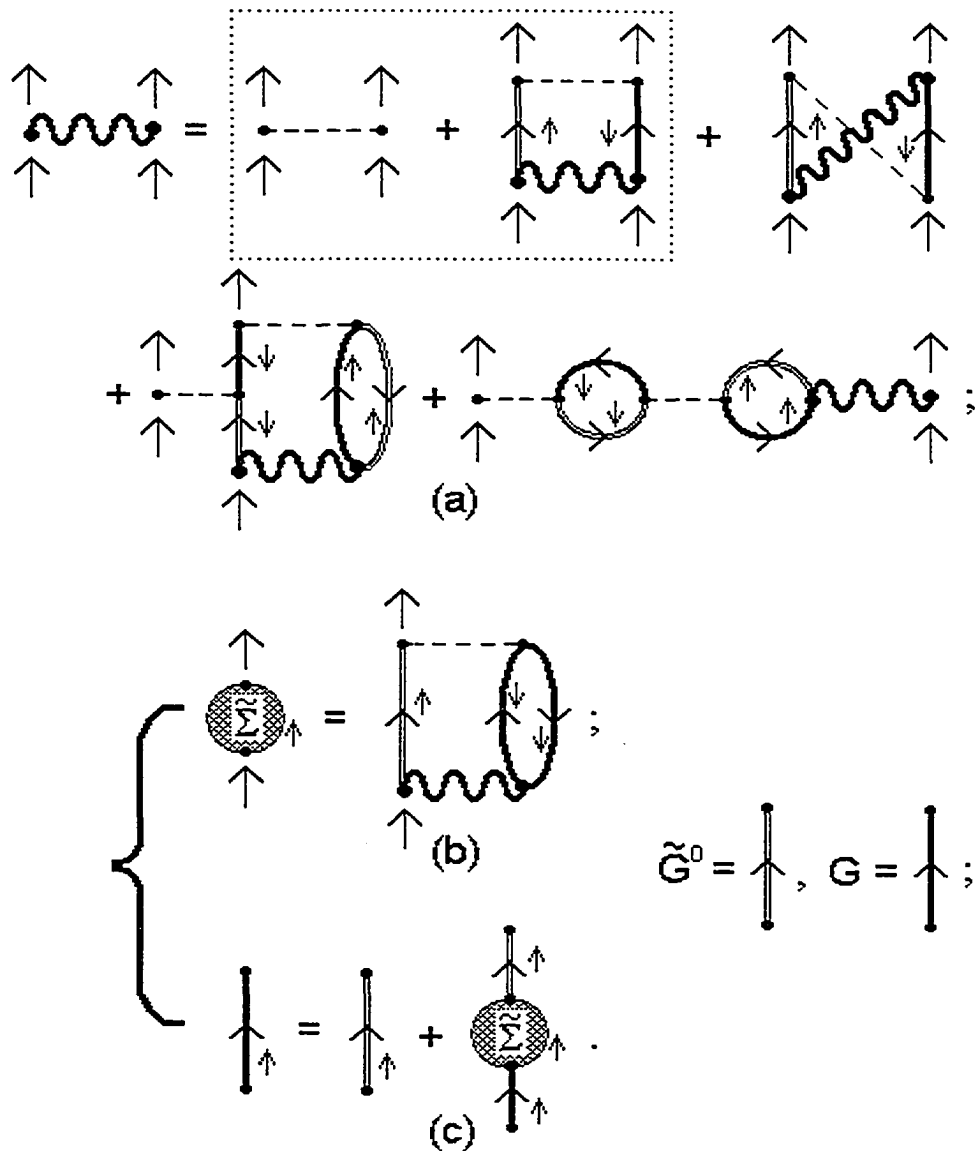 = + +
+ + ;
(a)
Σ̃ = ;
(b)
G̃⁰ = , G = ;
= + Σ̃ .
(c)